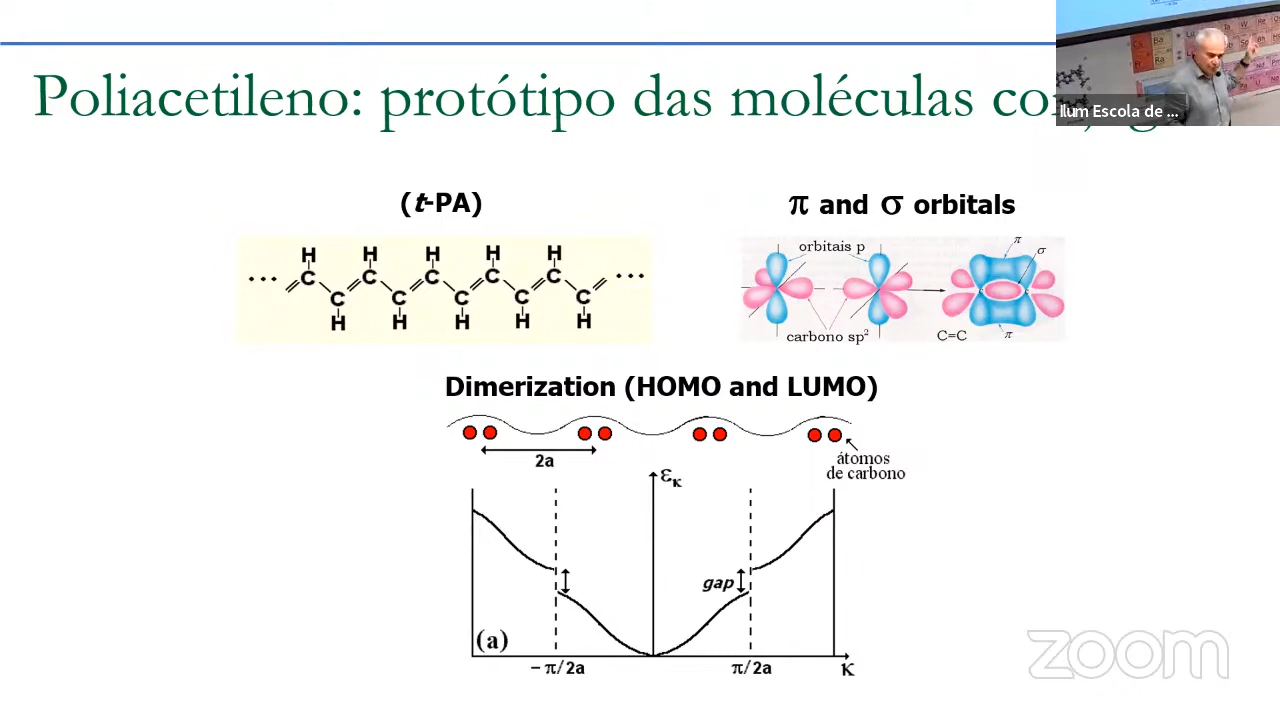 Poliacetileno: protótipo das moléculas
Ilum Escola de ...
(t-PA)
π and σ orbitals
H H H H H
... C C C C C ...
C C C C C
H H H H H
orbitais p
π
σ
carbono sp²
C=C
π
Dimerization (HOMO and LUMO)
2a
átomos
de carbono
εκ
gap
(a)
– π/2a
π/2a
κ
zoom